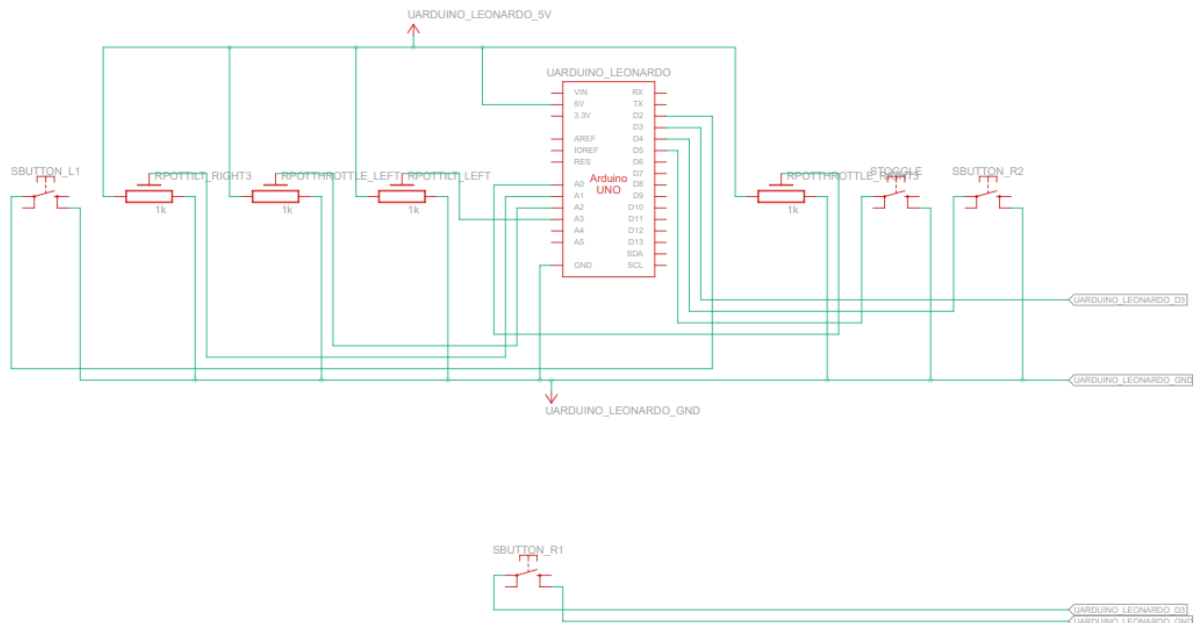 UARDUINO_LEONARDO_5V
UARDUINO_LEONARDO
VIN
5V
3.3V
AREF
IOREF
RES
A0
A1
A2
A3
A4
A5
GND
Arduino
UNO
RX
TX
D2
D3
D4
D5
D6
D7
D8
D9
D10
D11
D12
D13
SDA
SCL
SBUTTON_L1
RPOTTILT_RIGHT3
1k
RPOTTHROTTLE_LEFT
1k
RPOTTILT_LEFT
1k
1k
STOGGLE
SBUTTON_R2
UARDUINO_LEONARDO_D3
UARDUINO_LEONARDO_GND
UARDUINO_LEONARDO_GND
SBUTTON_R1
UARDUINO_LEONARDO_D3
UARDUINO_LEONARDO_GND